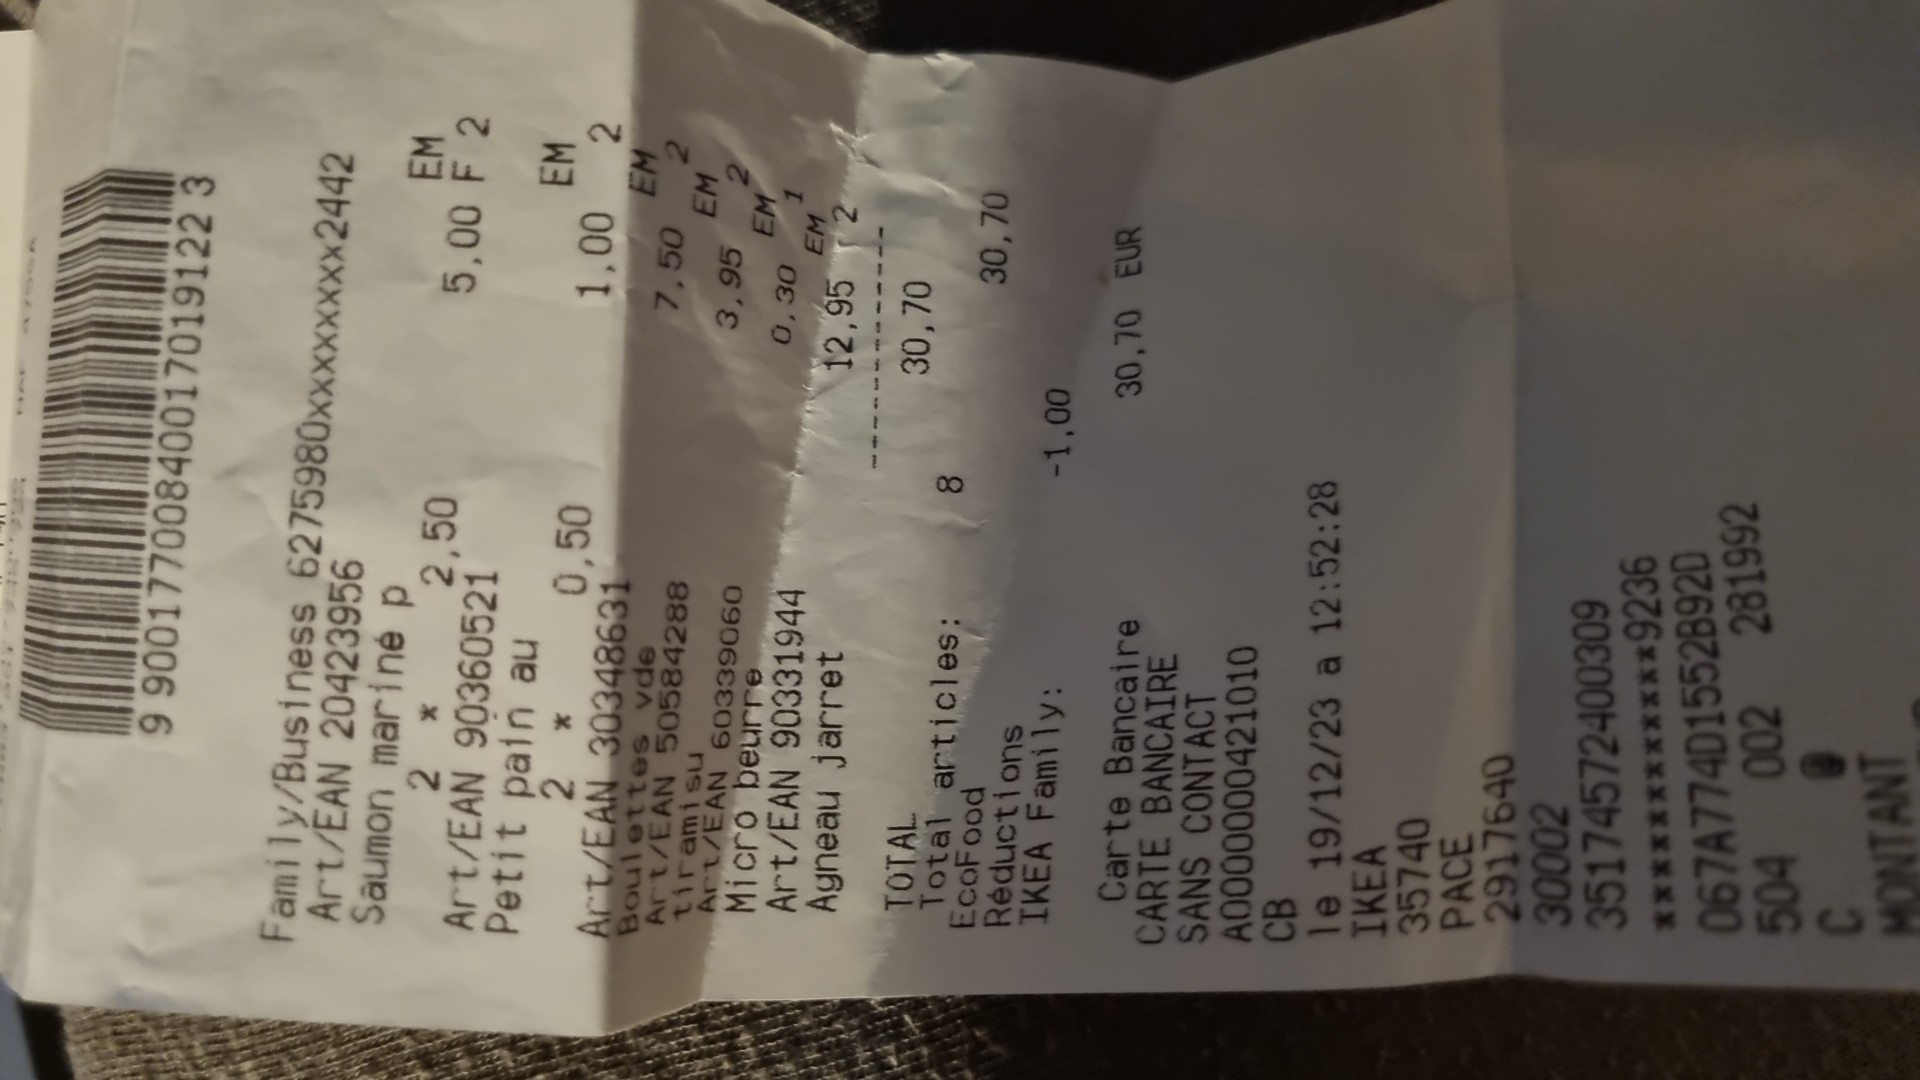 9 90017700840017019122 3
Family/Business 6275980xxxxxxxxx2442
Art/EAN 20423956 EM
Saumon mariné p 5,00 F 2
2 * 2,50
Art/EAN 90360521 EM
Petit pain au 1,00 2
2 * 0,50
Art/EAN 30348631 EM
Boulettes vde 7,50 2
Art/EAN 50584288 EM
tiramisu 3,95 2
Art/EAN 60339060 EM
Micro beurre 0,30 1
Art/EAN 90331944 EM
Agneau jarret 12,95 2
--------------
TOTAL 30,70
Total articles: 8
EcoFood 30,70
Réductions
IKEA Family: -1,00
Carte Bancaire 30,70 EUR
CARTE BANCAIRE
SANS CONTACT
A0000000421010
CB
le 19/12/23 a 12:52:28
IKEA
35740
PACE
2917640
30002
35174572400309
************9236
067A774D1552B92D
504 002 281992
C @
MONTANT